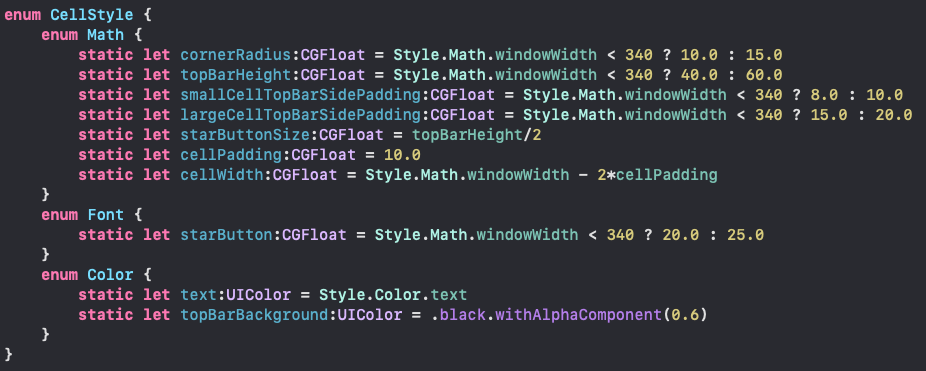 enum CellStyle {
    enum Math {
        static let cornerRadius:CGFloat = Style.Math.windowWidth < 340 ? 10.0 : 15.0
        static let topBarHeight:CGFloat = Style.Math.windowWidth < 340 ? 40.0 : 60.0
        static let smallCellTopBarSidePadding:CGFloat = Style.Math.windowWidth < 340 ? 8.0 : 10.0
        static let largeCellTopBarSidePadding:CGFloat = Style.Math.windowWidth < 340 ? 15.0 : 20.0
        static let starButtonSize:CGFloat = topBarHeight/2
        static let cellPadding:CGFloat = 10.0
        static let cellWidth:CGFloat = Style.Math.windowWidth - 2*cellPadding
    }
    enum Font {
        static let starButton:CGFloat = Style.Math.windowWidth < 340 ? 20.0 : 25.0
    }
    enum Color {
        static let text:UIColor = Style.Color.text
        static let topBarBackground:UIColor = .black.withAlphaComponent(0.6)
    }
}